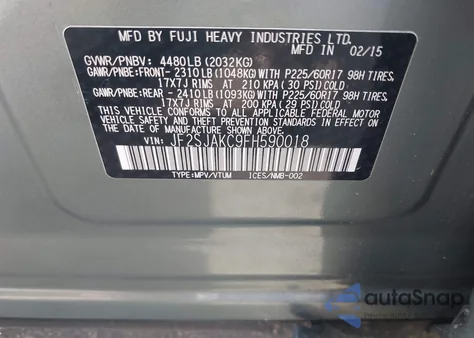 MFD BY FUJI HEAVY INDUSTRIES LTD.
MFD IN 02/15
GVWR/PNBV: 4480LB (2032KG)
GAWR/PNBE: FRONT- 2310LB (1048KG) WITH P225/60R17 98H TIRES,
17X7J RIMS AT 210 KPA (30 PSI) COLD
GAWR/PNBE: REAR - 2410LB (1093KG) WITH P225/60R17 98H TIRES,
17X7J RIMS AT 200 KPA (29 PSI) COLD
THIS VEHICLE CONFORMS TO ALL APPLICABLE FEDERAL MOTOR
VEHICLE SAFETY AND THEFT PREVENTION STANDARDS
IN EFFECT ON THE DATE OF MANUFACTURE SHOWN ABOVE.
VIN: JF2SJAKC9FH590018
TYPE: MPV/VTUM ICES/NMB-002
autoSnap